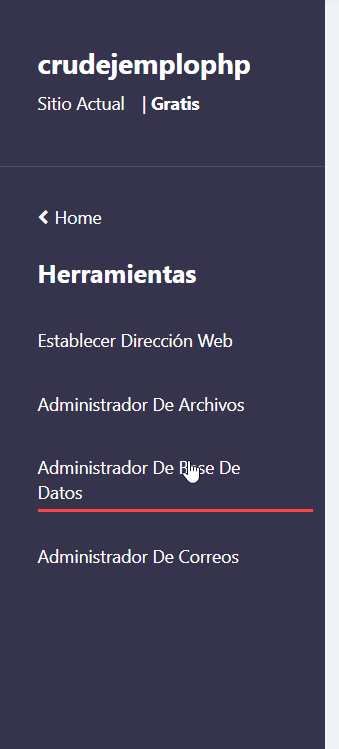 crudejemplophp
Sitio Actual | Gratis
Home
Herramientas
Establecer Dirección Web
Administrador De Archivos
Administrador De Base De
Datos
Administrador De Correos